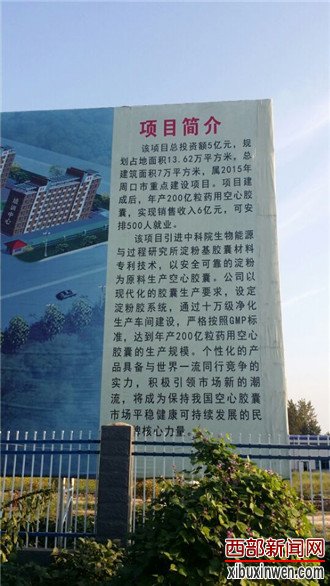 项目简介
该项目总投资额5亿元，规
划占地面积13.62万平方米，总
建筑面积7万平方米，属2015年
周口市重点建设项目。项目建
成后，年产200亿粒药用空心胶
囊，实现销售收入6亿元，可安
排500人就业。
该项目引进中科院生物能源
与过程研究所淀粉基胶囊材料
专利技术，以安全可靠的淀粉
为原料生产空心胶囊。公司以
现代化的胶囊生产要求，设定
淀粉胶系统，通过十万级净化
生产车间建设，严格按照GMP标
准，达到年产200亿粒药用空心
胶囊的生产规模。个性化的产
品具备与世界一流同行竞争的
实力，积极引领市场新的潮
流，将成为保持我国空心胶囊
市场平稳健康可持续发展的民
核心力量。
西部新闻网
xibuxinwen.com